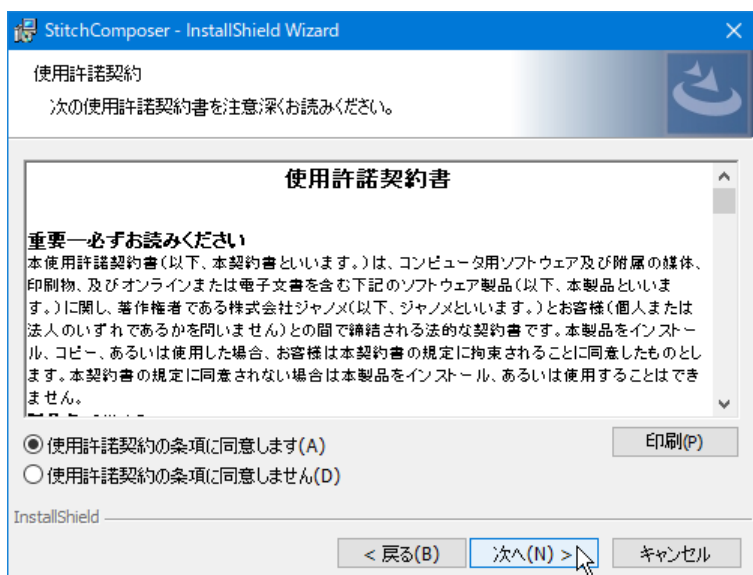 StitchComposer - InstallShield Wizard
使用許諾契約
次の使用許諾契約書を注意深くお読みください。
使用許諾契約書
重要―必ずお読みください
本使用許諾契約書(以下、本契約書といいます。)は、コンピュータ用ソフトウェア及び附属の媒体、
印刷物、及びオンラインまたは電子文書を含む下記のソフトウェア製品(以下、本製品といいま
す。)に関し、著作権者である株式会社ジャノメ(以下、ジャノメといいます。)とお客様(個人または
法人のいずれであるかを問いません)との間で締結される法的な契約書です。本製品をインストー
ル、コピー、あるいは使用した場合、お客様は本契約書の規定に拘束されることに同意したものとし
ます。本契約書の規定に同意されない場合は本製品をインストール、あるいは使用することはでき
ません。
使用許諾契約の条項に同意します(A)
印刷(P)
使用許諾契約の条項に同意しません(D)
InstallShield
< 戻る(B)
次へ(N) >
キャンセル